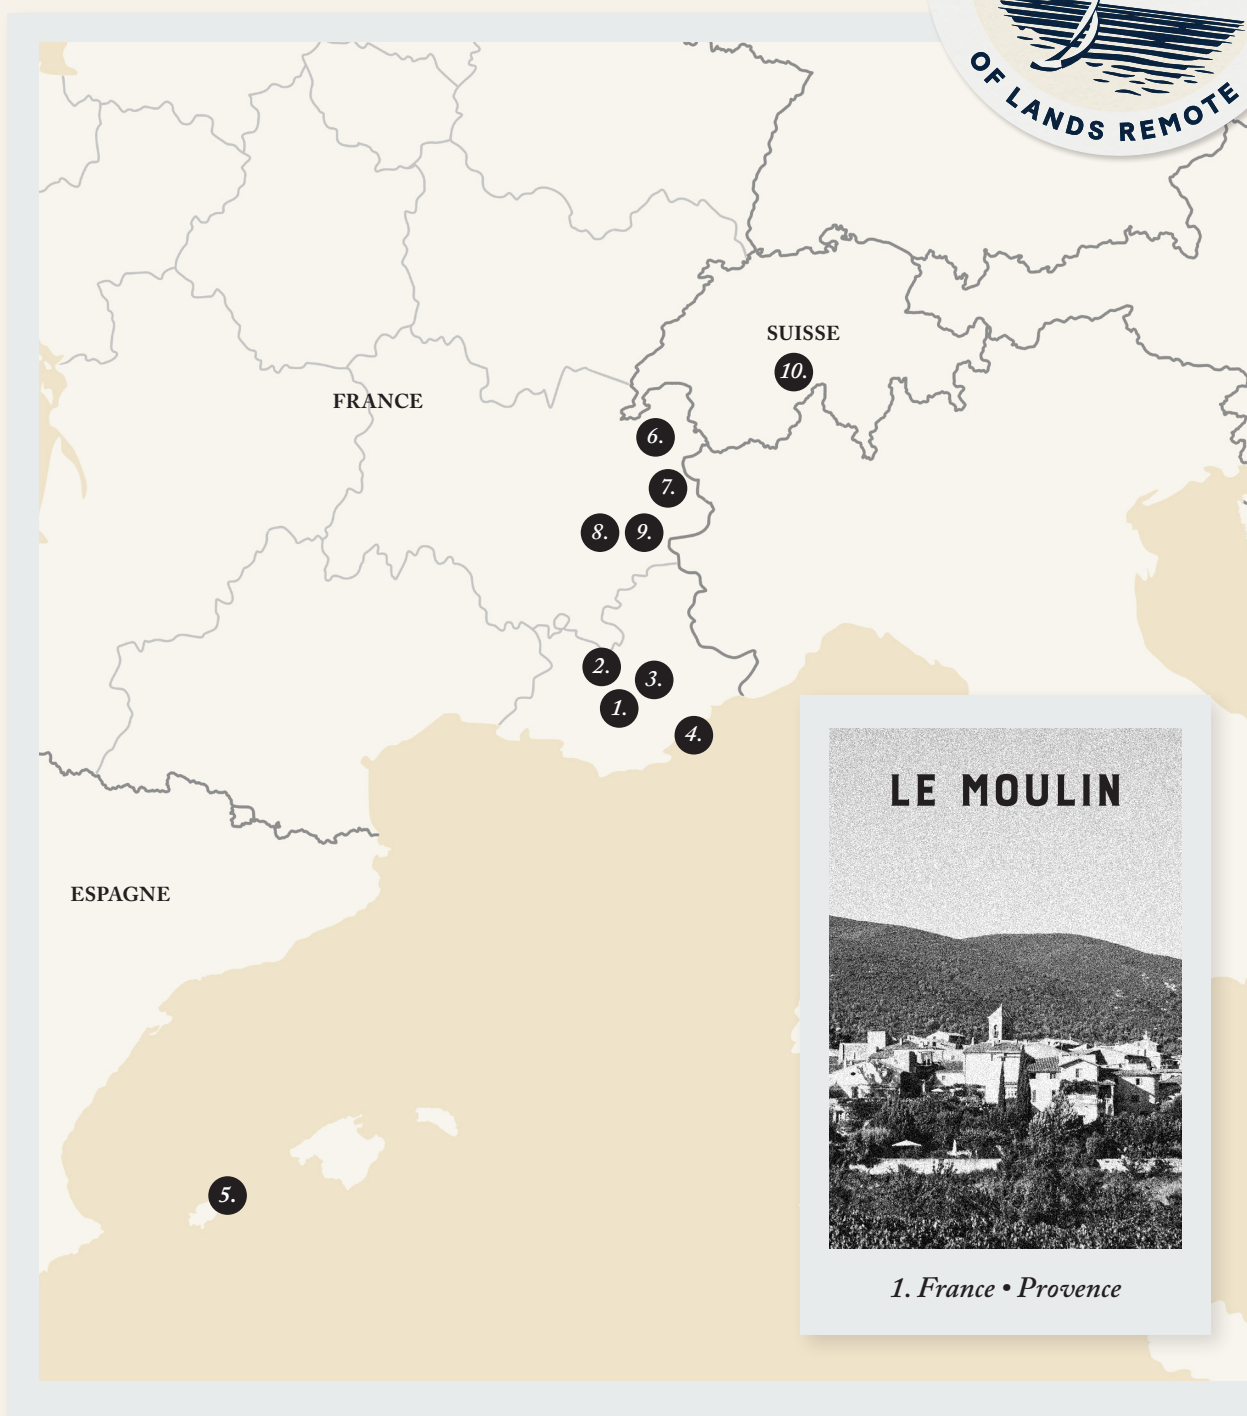 OF LANDS REMOTE
SUISSE
10.
FRANCE
6.
7.
8. 9.
2.
3.
1.
4.
LE MOULIN
ESPAGNE
5.
1. France • Provence